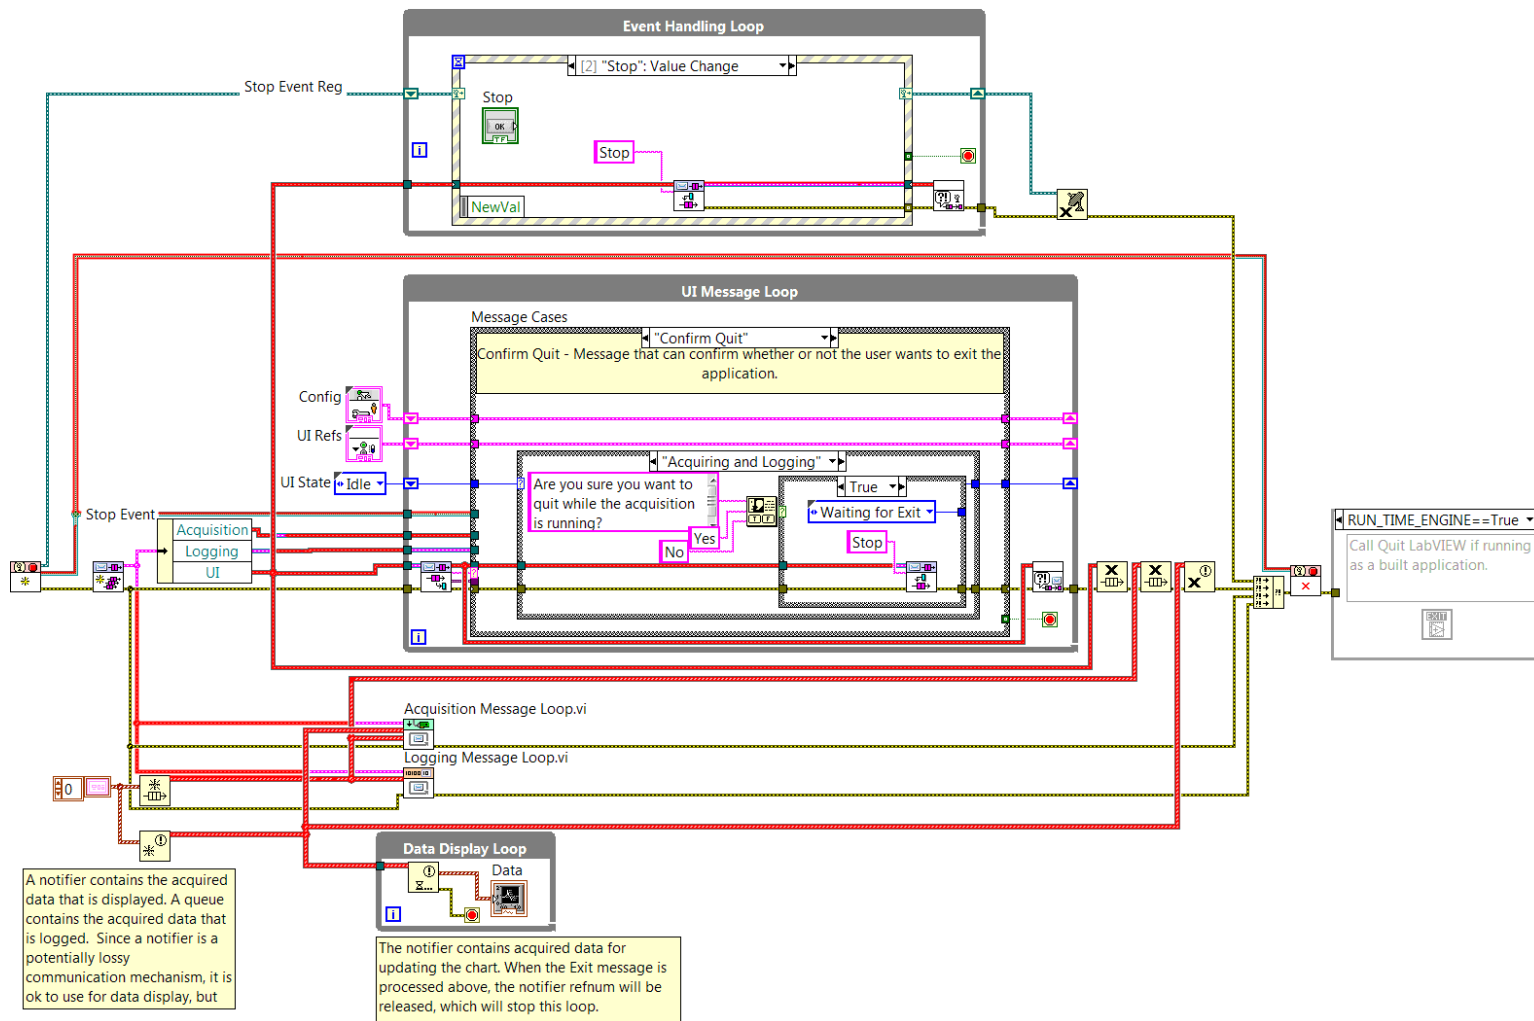 Event Handling Loop
[2] "Stop": Value Change
Stop Event Reg
Stop
OK
TF
i
Stop
NewVal
UI Message Loop
Message Cases
"Confirm Quit"
Confirm Quit - Message that can confirm whether or not the user wants to exit the
application.
Config
UI Refs
UI State
Idle
"Acquiring and Logging"
Are you sure you want to
quit while the acquisition
is running?
Yes
No
T F
True
Waiting for Exit
Stop
Stop Event
Acquisition
Logging
UI
i
RUN_TIME_ENGINE==True
Call Quit LabVIEW if running
as a built application.
EXIT
Acquisition Message Loop.vi
Logging Message Loop.vi
0
Data Display Loop
Data
i
A notifier contains the acquired
data that is displayed. A queue
contains the acquired data that
is logged.  Since a notifier is a
potentially lossy
communication mechanism, it is
ok to use for data display, but
The notifier contains acquired data for
updating the chart. When the Exit message is
processed above, the notifier refnum will be
released, which will stop this loop.